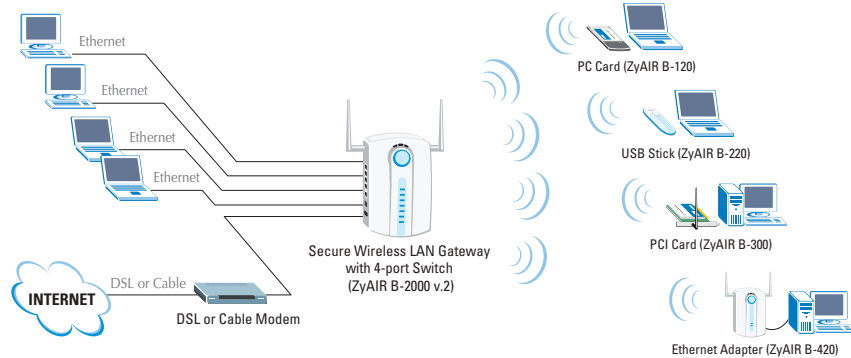 Ethernet
Ethernet
Ethernet
Ethernet
Secure Wireless LAN Gateway
with 4-port Switch
(ZyAIR B-2000 v.2)
INTERNET
DSL or Cable
DSL or Cable Modem
PC Card (ZyAIR B-120)
USB Stick (ZyAIR B-220)
PCI Card (ZyAIR B-300)
Ethernet Adapter (ZyAIR B-420)